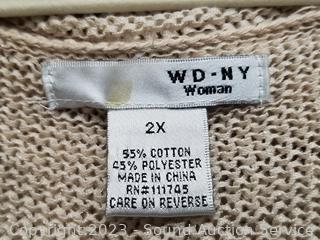 WD-NY
Woman
2X
55% COTTON
45% POLYESTER
MADE IN CHINA
RN#111745
CARE ON REVERSE
Copyright 2023 - Sound Auction Service